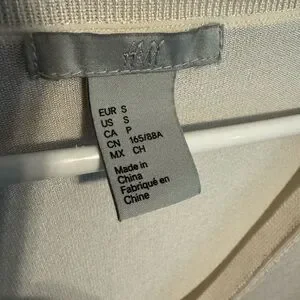 H&M
EUR S
US S
CA P
CN 165/88A
MX CH
Made in
China
Fabriqué en
Chine